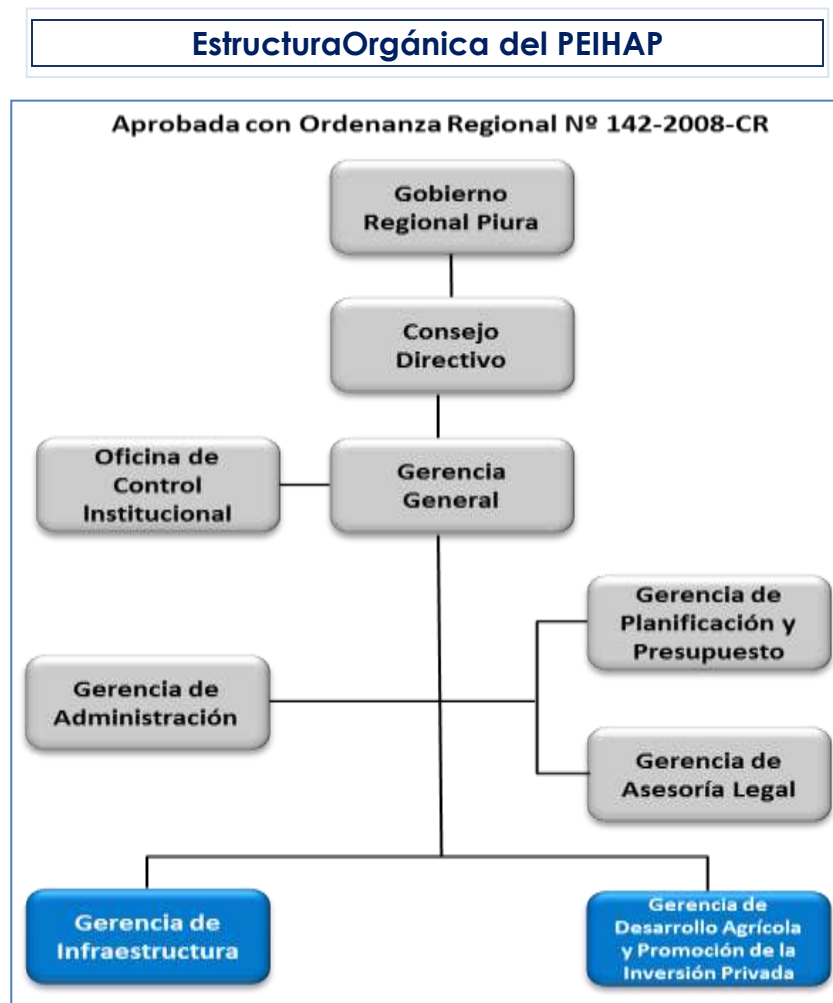 EstructuraOrgánica del PEIHAP
Aprobada con Ordenanza Regional Nº 142-2008-CR
Gobierno
Regional Piura
Consejo
Directivo
Oficina de
Control
Institucional
Gerencia
General
Gerencia de
Planificación y
Presupuesto
Gerencia de
Administración
Gerencia de
Asesoría Legal
Gerencia de
Infraestructura
Gerencia de
Desarrollo Agrícola
y Promoción de la
Inversión Privada